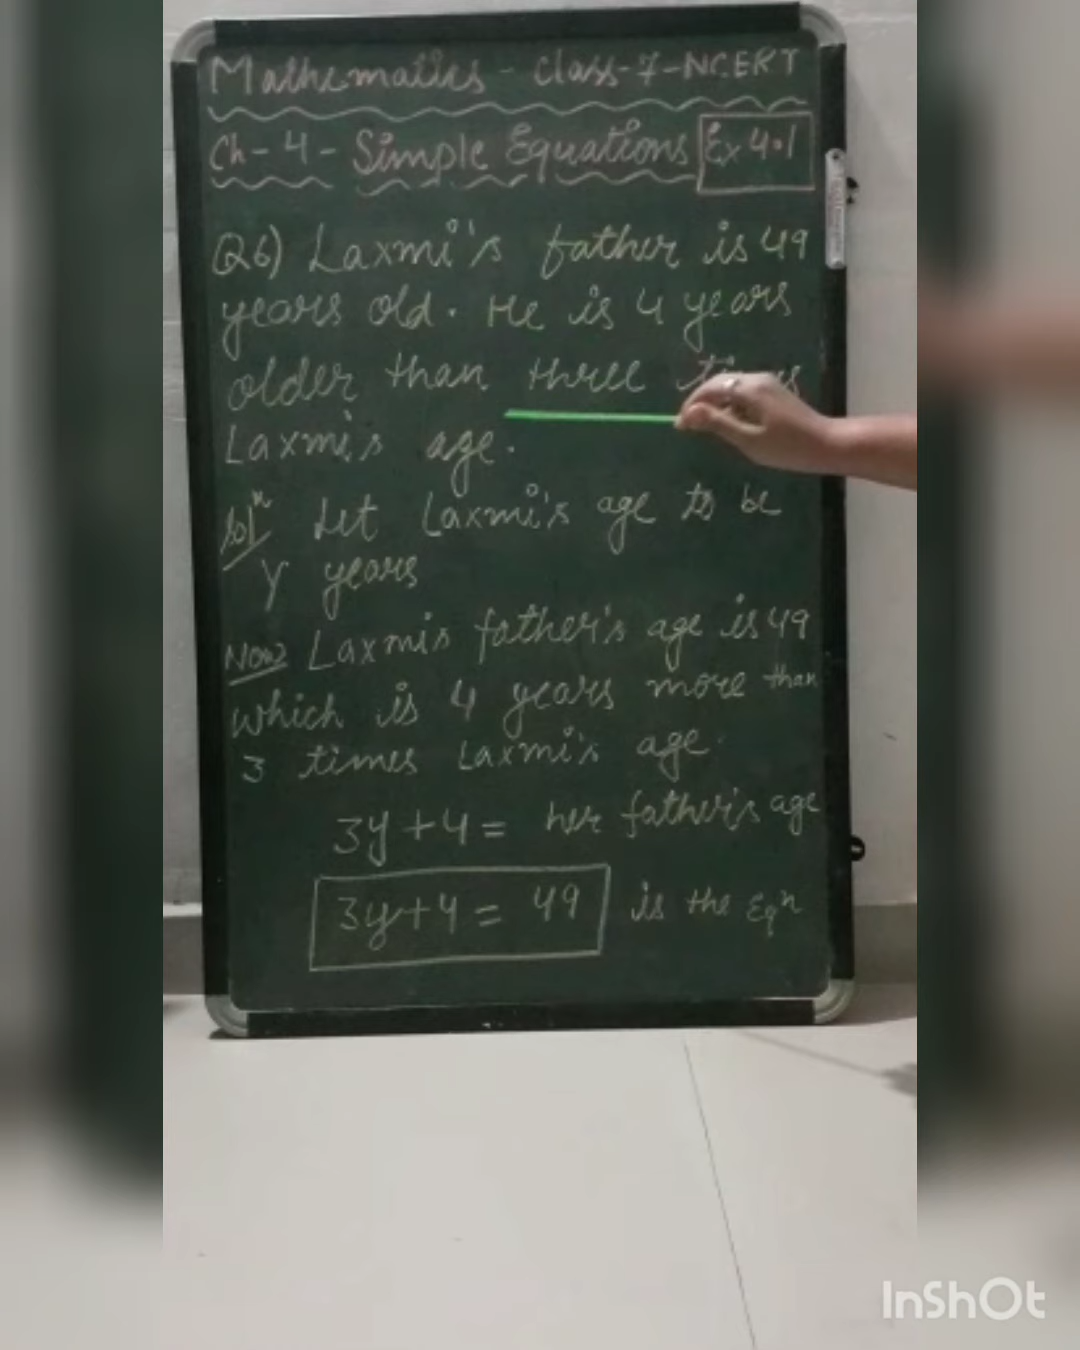 Mathematics - Class-7-NCERT
Ch-4 - Simple Equations Ex 4.1
Q6) Laxmi's father is 49
years old. He is 4 years
older than three times
Laxmi's age.
Solⁿ Let Laxmi's age to be
y years
Now Laxmi's father's age is 49
which is 4 years more than
3 times Laxmi's age.
3y + 4 = her father's age
3y + 4 = 49 is the Eqⁿ
InShOt